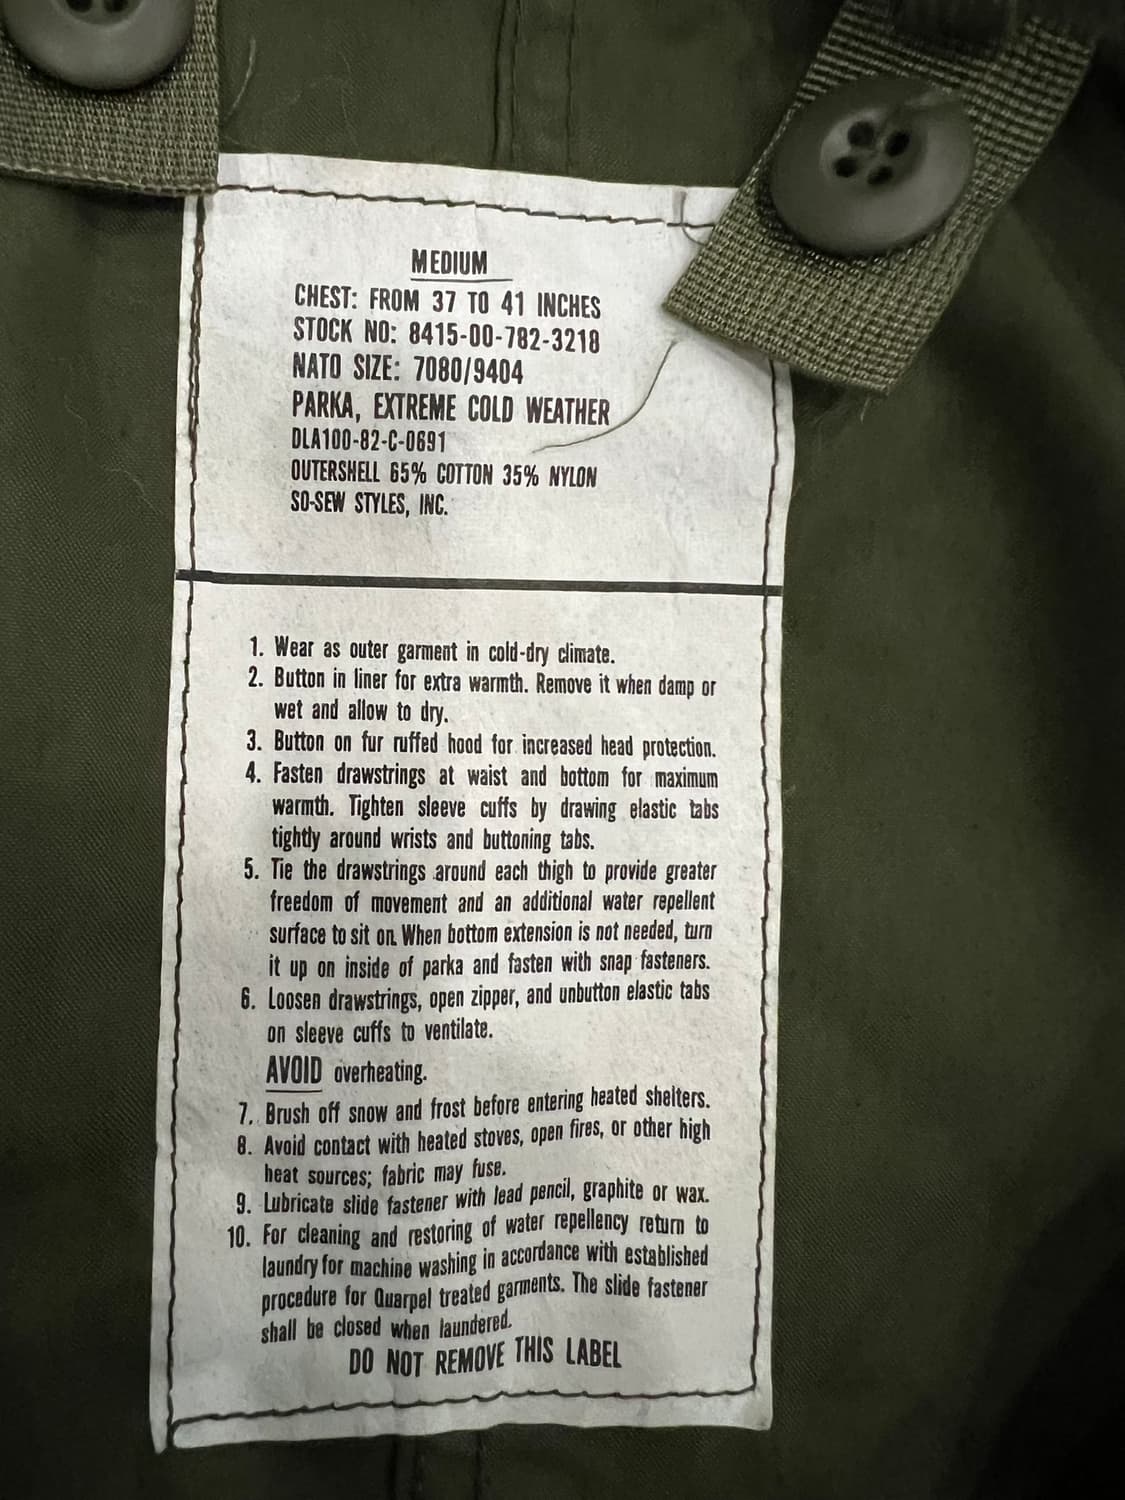 MEDIUM
CHEST: FROM 37 TO 41 INCHES
STOCK NO: 8415-00-782-3218
NATO SIZE: 7080/9404
PARKA, EXTREME COLD WEATHER
DLA100-82-C-0691
OUTERSHELL 65% COTTON 35% NYLON
SO-SEW STYLES, INC.
1. Wear as outer garment in cold-dry climate.
2. Button in liner for extra warmth. Remove it when damp or
wet and allow to dry.
3. Button on fur ruffed hood for increased head protection.
4. Fasten drawstrings at waist and bottom for maximum
warmth. Tighten sleeve cuffs by drawing elastic tabs
tightly around wrists and buttoning tabs.
5. Tie the drawstrings around each thigh to provide greater
freedom of movement and an additional water repellent
surface to sit on. When bottom extension is not needed, turn
it up on inside of parka and fasten with snap fasteners.
6. Loosen drawstrings, open zipper, and unbutton elastic tabs
on sleeve cuffs to ventilate.
AVOID overheating.
7. Brush off snow and frost before entering heated shelters.
8. Avoid contact with heated stoves, open fires, or other high
heat sources; fabric may fuse.
9. Lubricate slide fastener with lead pencil, graphite or wax.
10. For cleaning and restoring of water repellency return to
laundry for machine washing in accordance with established
procedure for Quarpel treated garments. The slide fastener
shall be closed when laundered.
DO NOT REMOVE THIS LABEL